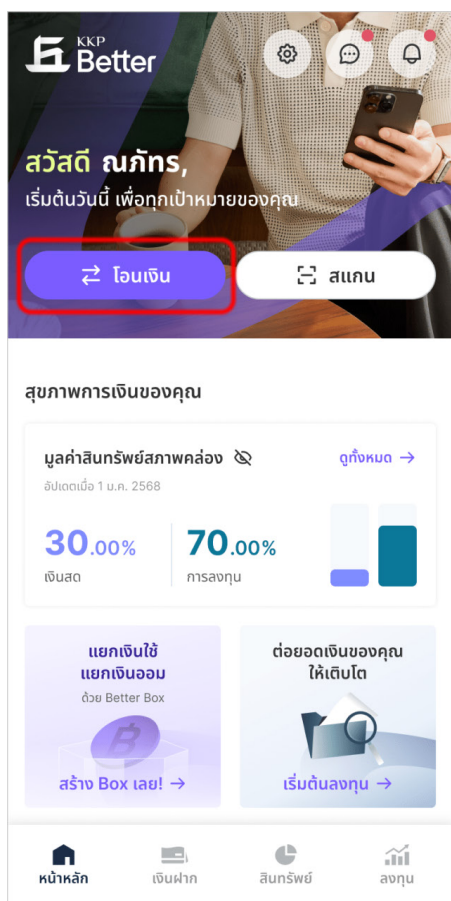 KKP
Better
สวัสดี ณภัทร,
เริ่มต้นวันนี้ เพื่อทุกเป้าหมายของคุณ
โอนเงิน
สแกน
สุขภาพการเงินของคุณ
มูลค่าสินทรัพย์สภาพคล่อง
ดูทั้งหมด →
อัปเดตเมื่อ 1 ม.ค. 2568
30.00%
70.00%
เงินสด
การลงทุน
แยกเงินใช้
แยกเงินออม
ด้วย Better Box
สร้าง Box เลย! →
ต่อยอดเงินของคุณ
ให้เติบโต
เริ่มต้นลงทุน →
หน้าหลัก
เงินฝาก
สินทรัพย์
ลงทุน